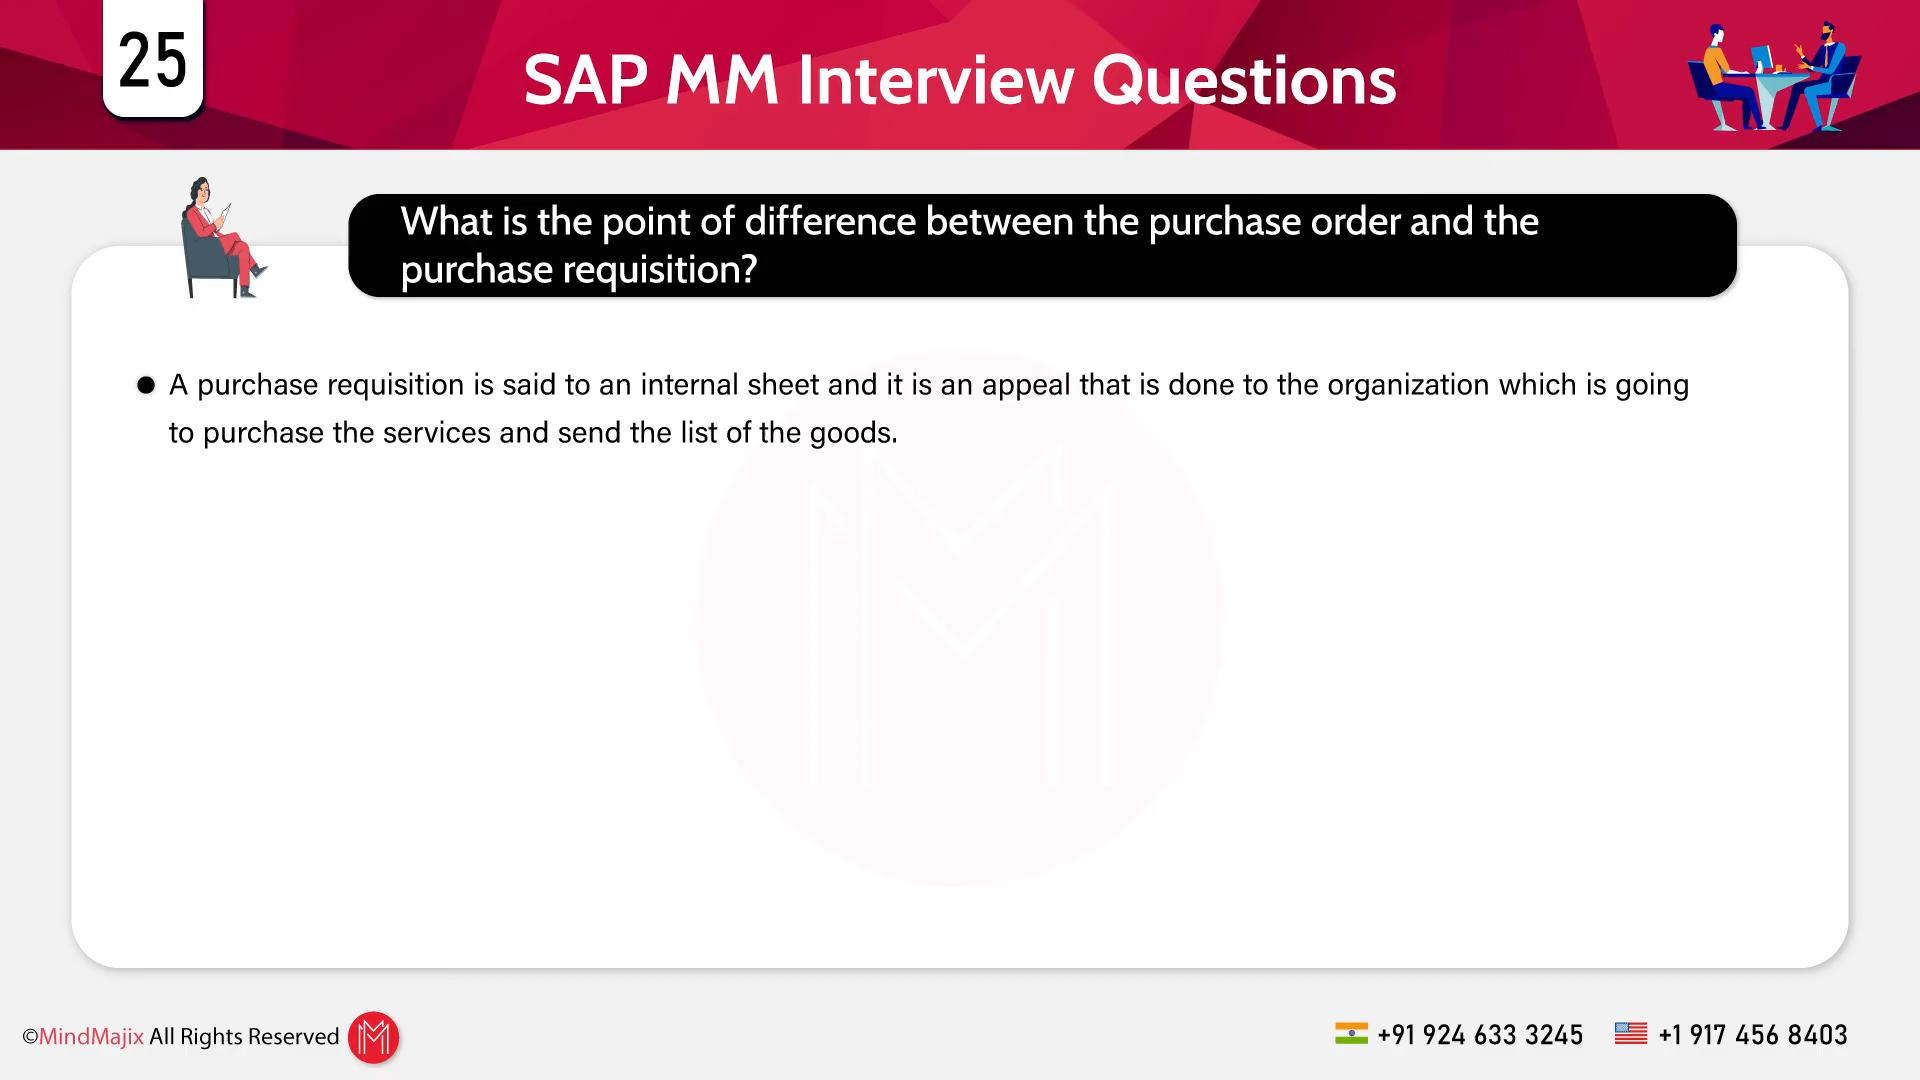 25
SAP MM Interview Questions
What is the point of difference between the purchase order and the
purchase requisition?
● A purchase requisition is said to an internal sheet and it is an appeal that is done to the organization which is going
to purchase the services and send the list of the goods.
©MindMajix All Rights Reserved
+91 924 633 3245
+1 917 456 8403